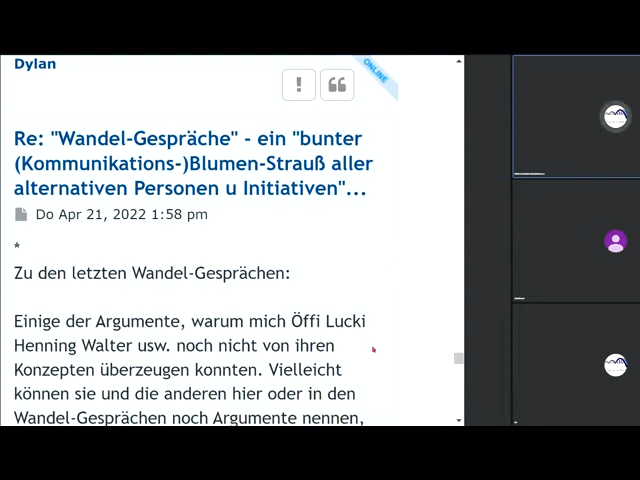 Dylan
ONLINE
Re: "Wandel-Gespräche" - ein "bunter
(Kommunikations-)Blumen-Strauß aller
alternativen Personen u Initiativen"...
Do Apr 21, 2022 1:58 pm
*
Zu den letzten Wandel-Gesprächen:
Einige der Argumente, warum mich Öffi Lucki
Henning Walter usw. noch nicht von ihren
Konzepten überzeugen konnten. Vielleicht
können sie und die anderen hier oder in den
Wandel-Gesprächen noch Argumente nennen,